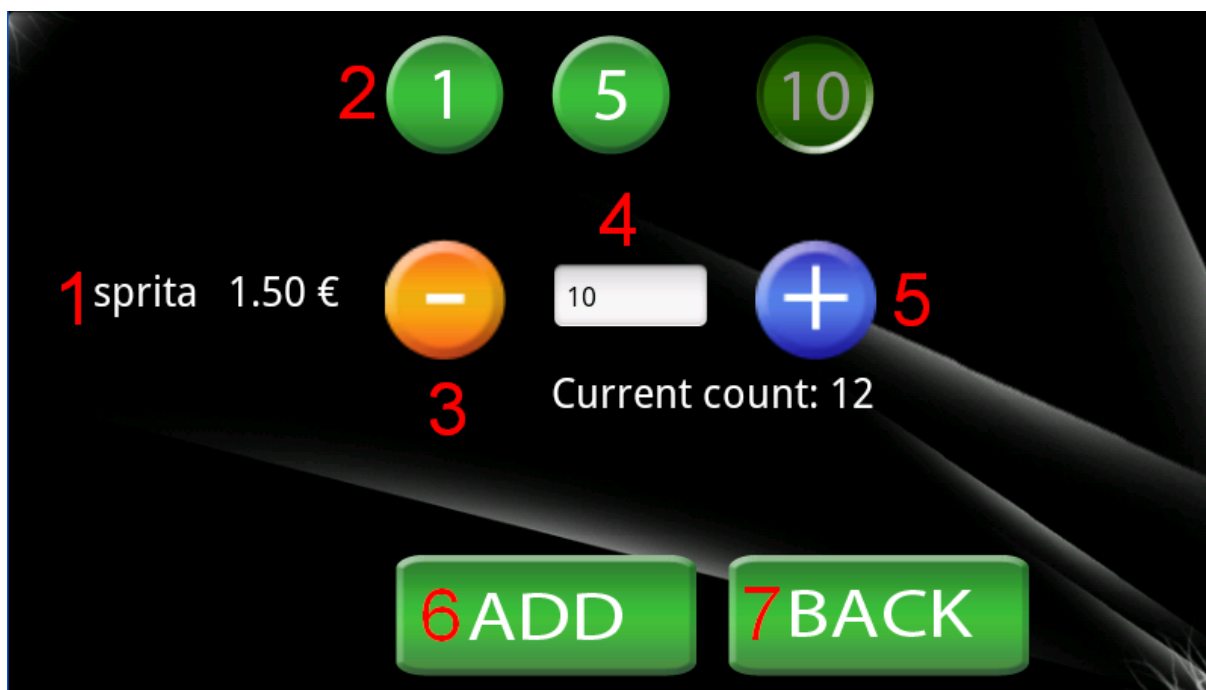 2 1 5 10
4
1 sprita 1.50 € - 10 + 5
3 Current count: 12
6 ADD 7 BACK